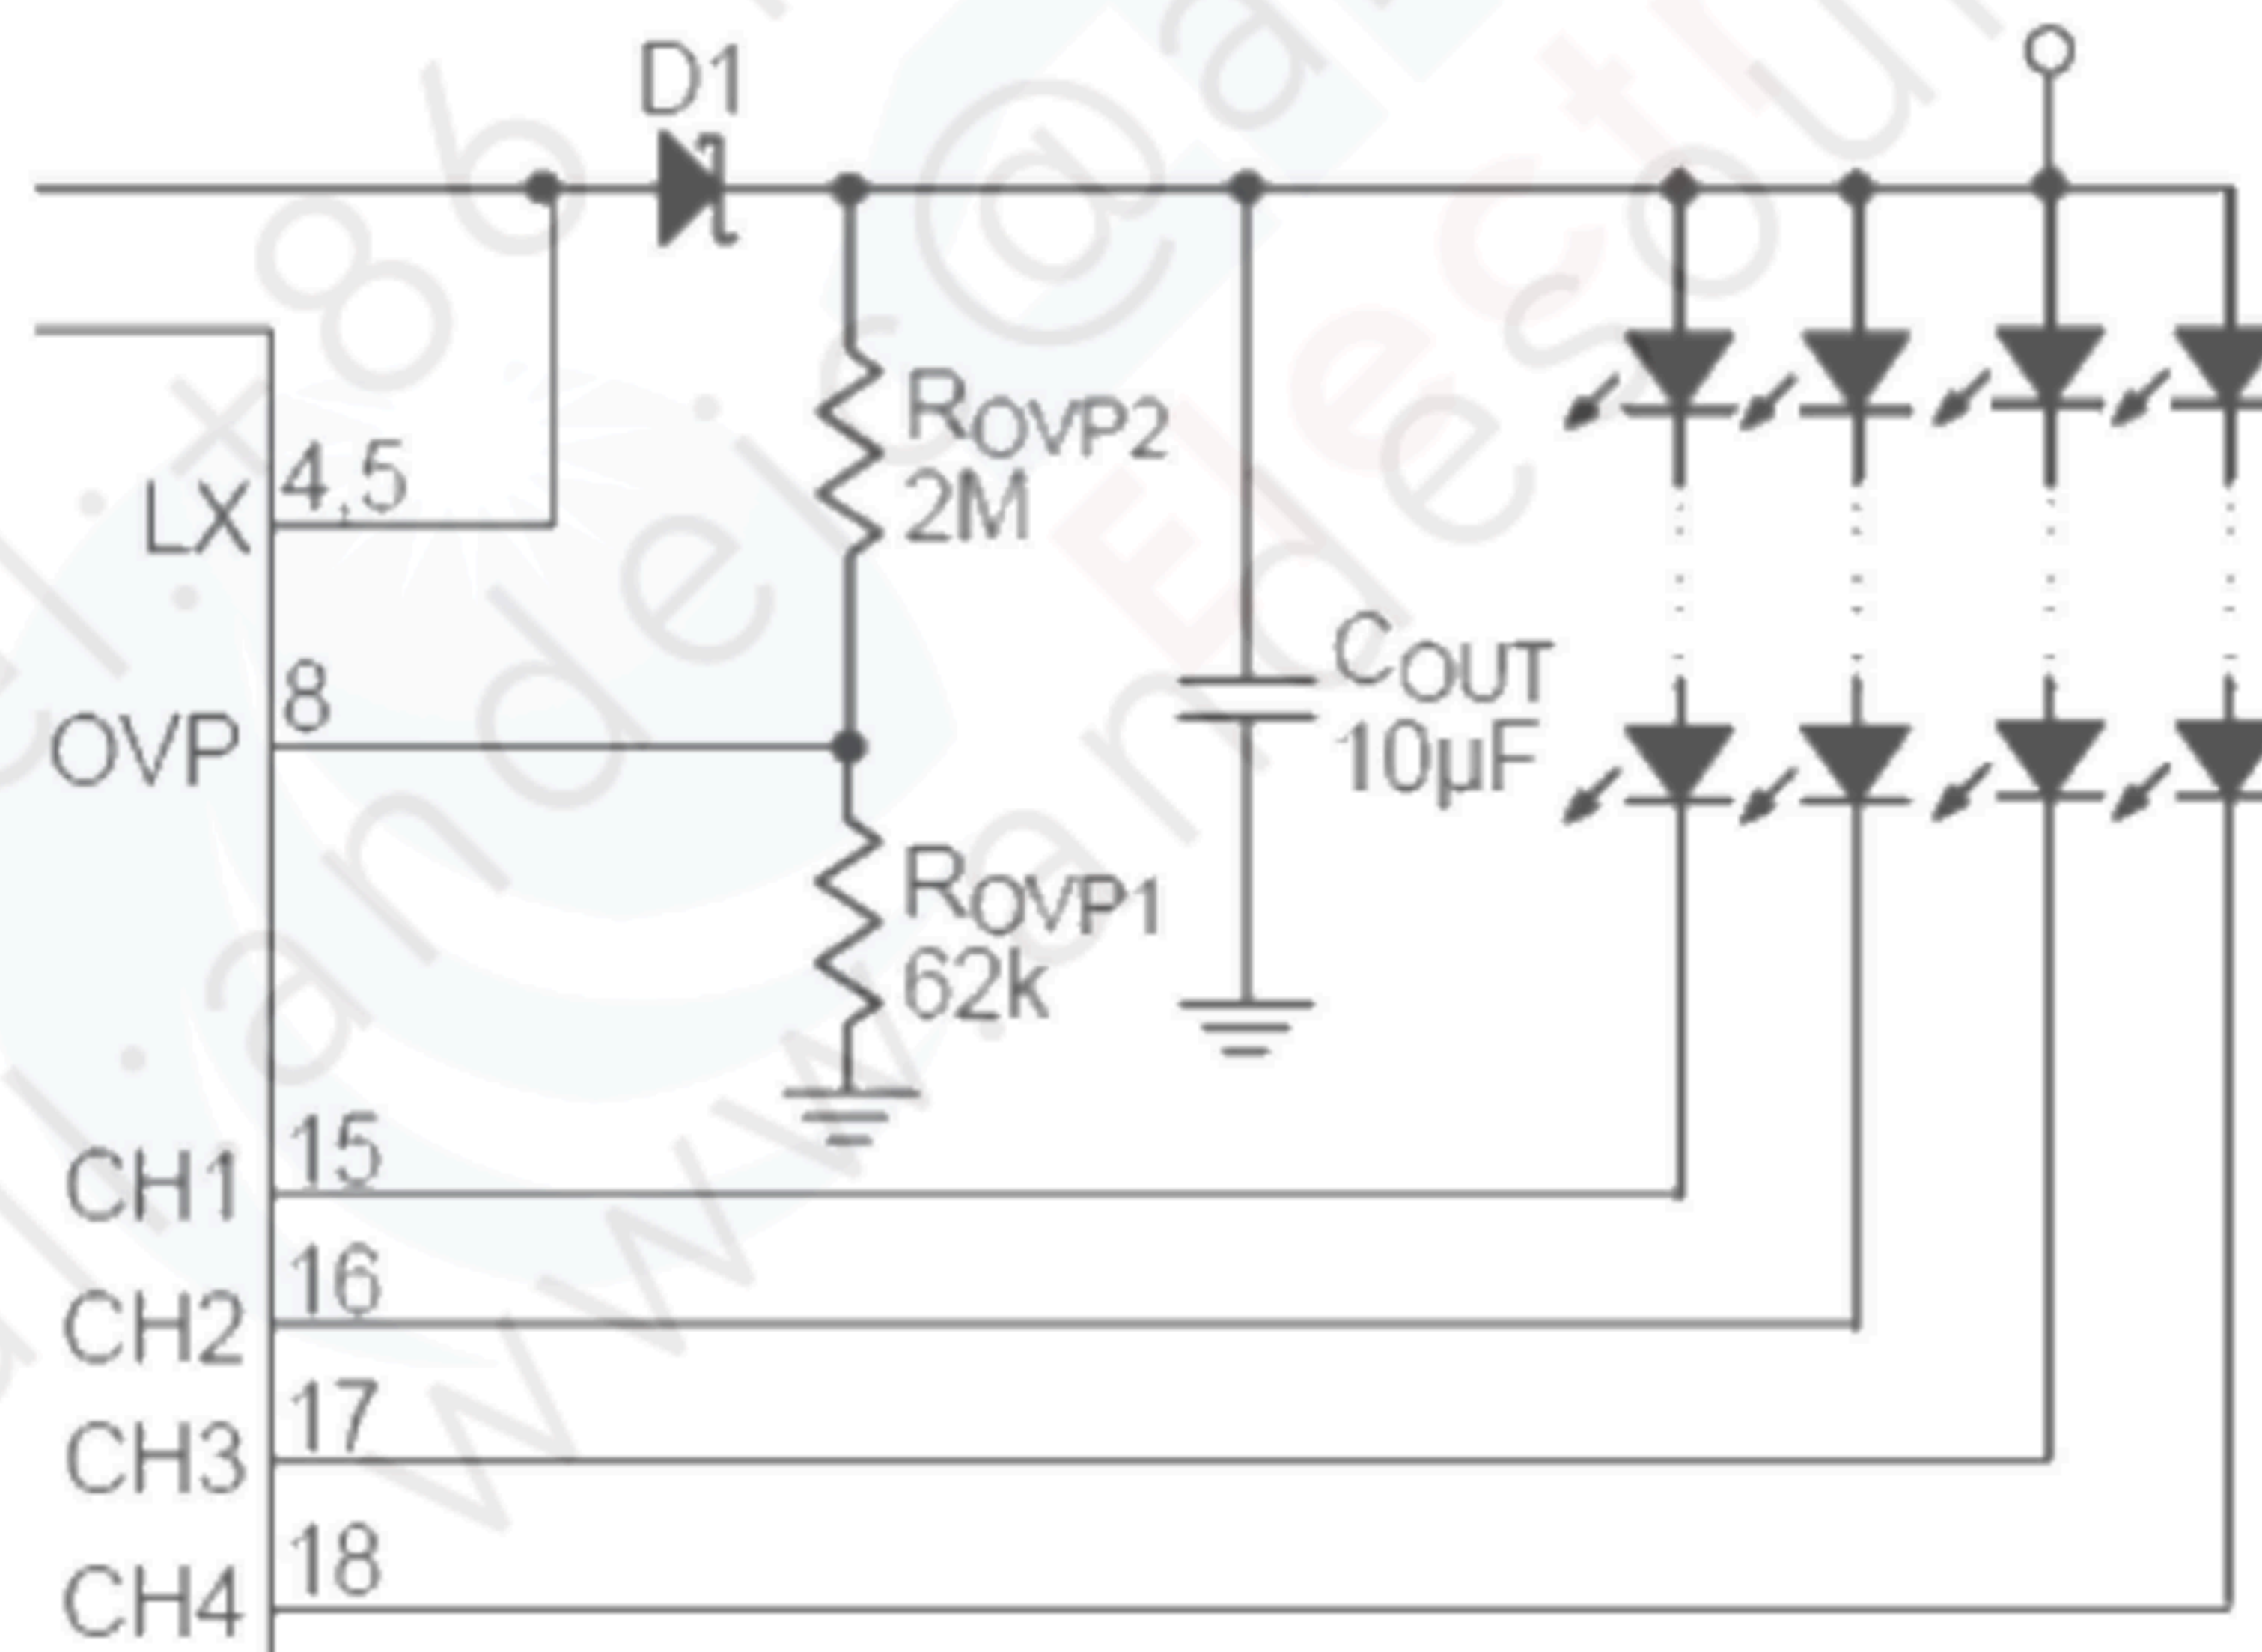 D1
LX
4,5
ROVP2
2M
OVP
8
COUT
10µF
ROVP1
62k
CH1
15
CH2
16
CH3
17
CH4
18